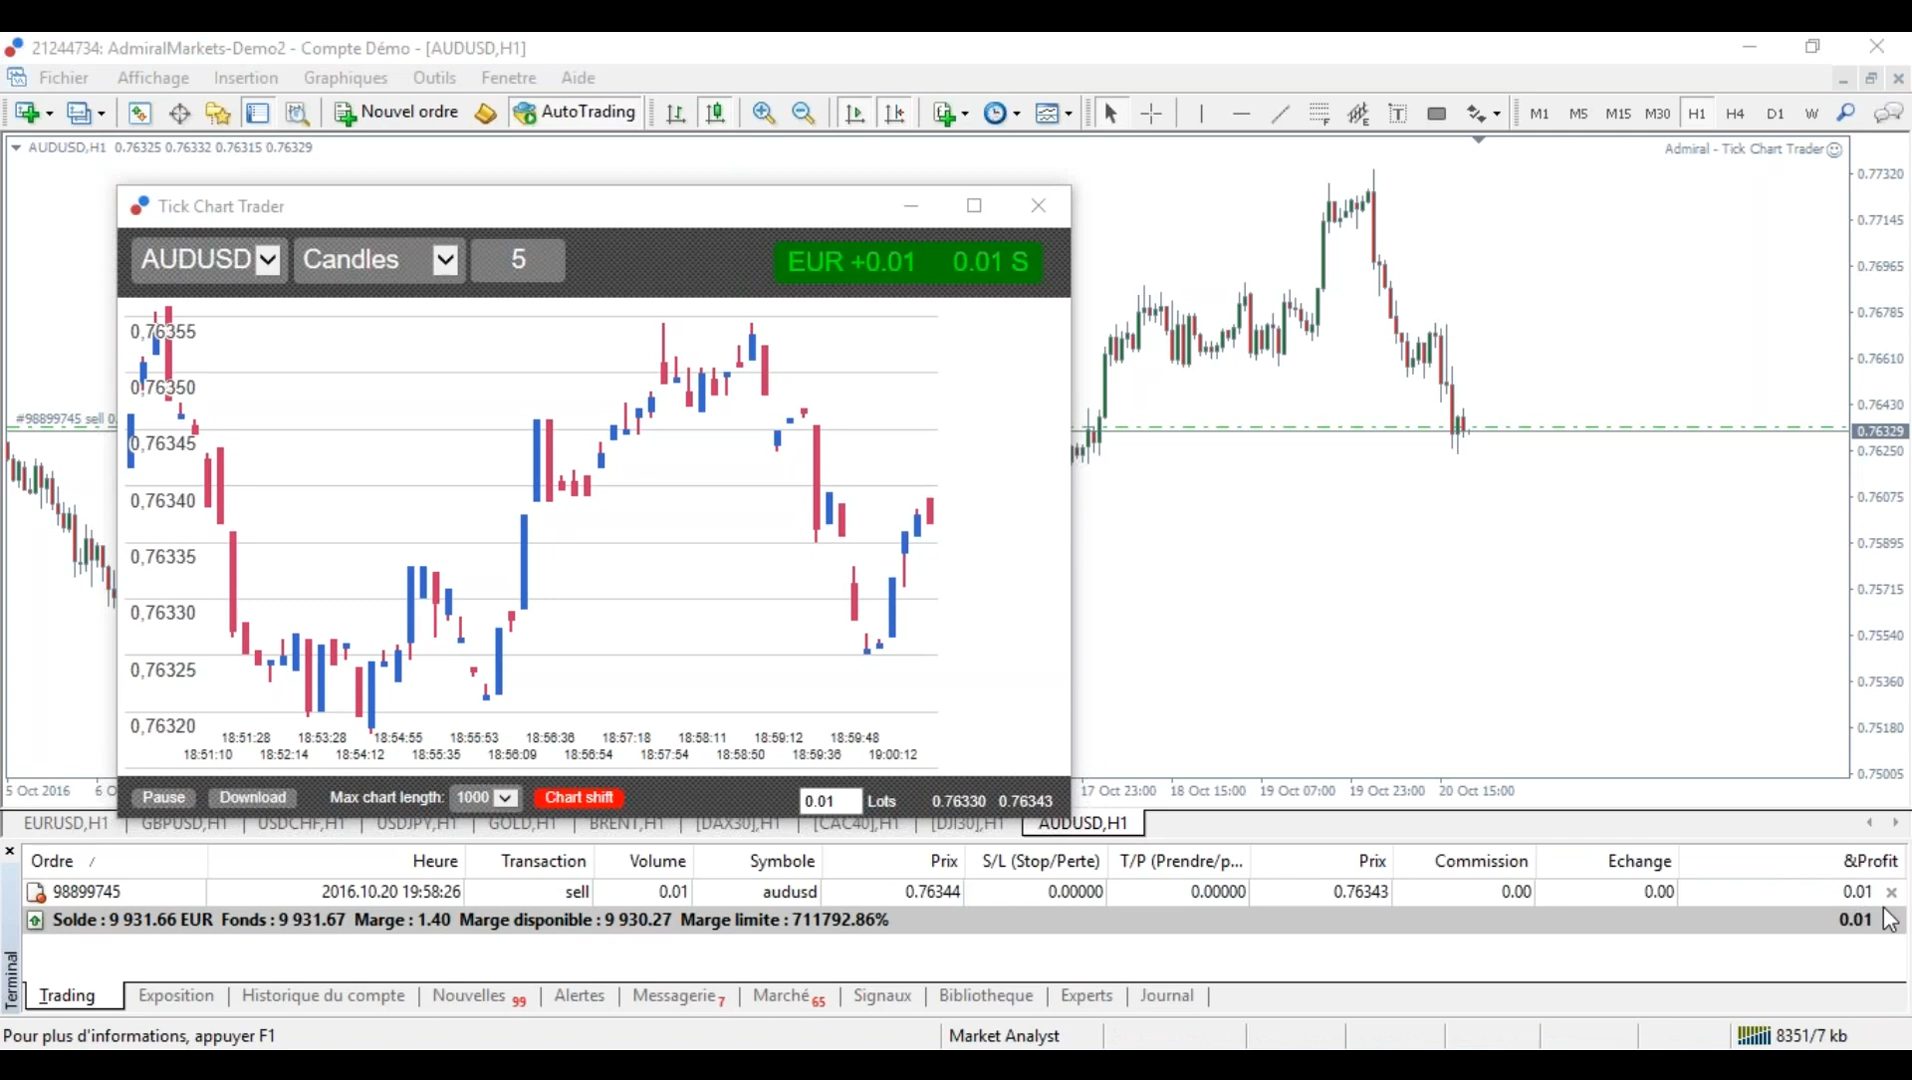 21244734: AdmiralMarkets-Demo2 - Compte Démo - [AUDUSD,H1]
Fichier Affichage Insertion Graphiques Outils Fenetre Aide
Nouvel ordre AutoTrading M1 M5 M15 M30 H1 H4 D1 W
AUDUSD,H1 0.76325 0.76332 0.76315 0.76329
Admiral - Tick Chart Trader
0.77320
0.77145
0.76965
0.76785
0.76610
0.76430
0.76329
0.76250
0.76075
0.75895
0.75715
0.75540
0.75360
0.75180
0.75005
#98899745 sell 0.
Tick Chart Trader
AUDUSD Candles 5 EUR +0.01 0.01 S
0,76355
0,76350
0,76345
0,76340
0,76335
0,76330
0,76325
0,76320
18:51:28 18:53:28 18:54:55 18:55:53 18:56:36 18:57:18 18:58:11 18:59:12 18:59:48
18:51:10 18:52:14 18:54:12 18:55:35 18:56:09 18:56:54 18:57:54 18:58:50 18:59:36 19:00:12
Pause Download Max chart length: 1000 Chart shift 0.01 Lots 0.76330 0.76343
5 Oct 2016 6 O 17 Oct 23:00 18 Oct 15:00 19 Oct 07:00 19 Oct 23:00 20 Oct 15:00
EURUSD,H1 GBPUSD,H1 USDCHF,H1 USDJPY,H1 GOLD,H1 BRENT,H1 [DAX30],H1 [CAC40],H1 [DJI30],H1 AUDUSD,H1
Ordre / Heure Transaction Volume Symbole Prix S/L (Stop/Perte) T/P (Prendre/p... Prix Commission Echange &Profit
98899745 2016.10.20 19:58:26 sell 0.01 audusd 0.76344 0.00000 0.00000 0.76343 0.00 0.00 0.01
Solde : 9 931.66 EUR Fonds : 9 931.67 Marge : 1.40 Marge disponible : 9 930.27 Marge limite : 711792.86% 0.01
Terminal
Trading Exposition Historique du compte Nouvelles 99 Alertes Messagerie 7 Marché 65 Signaux Bibliotheque Experts Journal
Pour plus d'informations, appuyer F1 Market Analyst 8351/7 kb